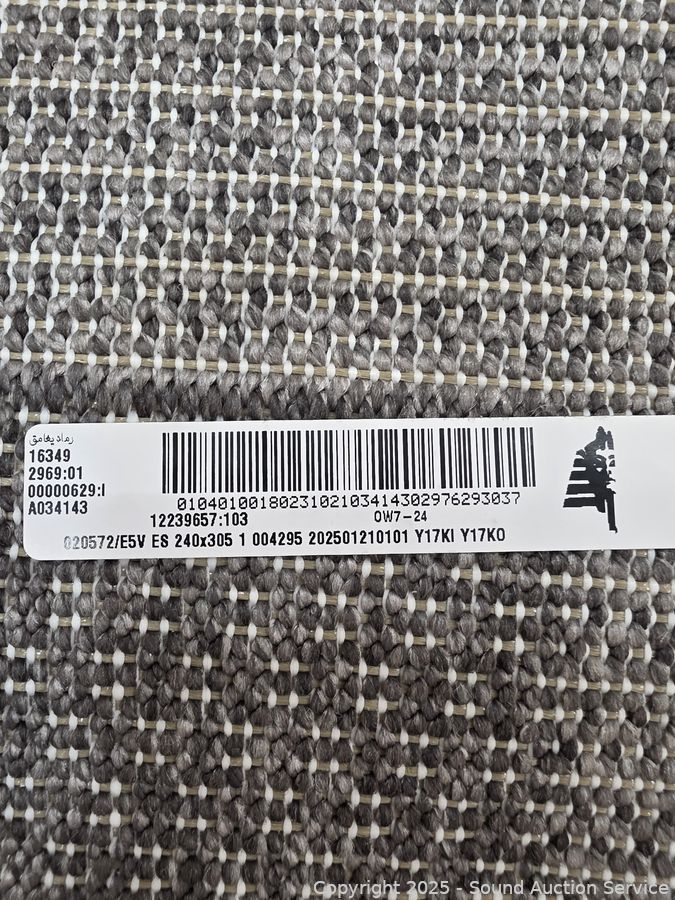 رماد يغامق
16349
2969:01
00000629:I
A034143
0104010018023102103414302976293037
12239657:103
OW7-24
020572/E5V ES 240x305 1 004295 202501210101 Y17KI Y17KO
Copyright 2025 - Sound Auction Service